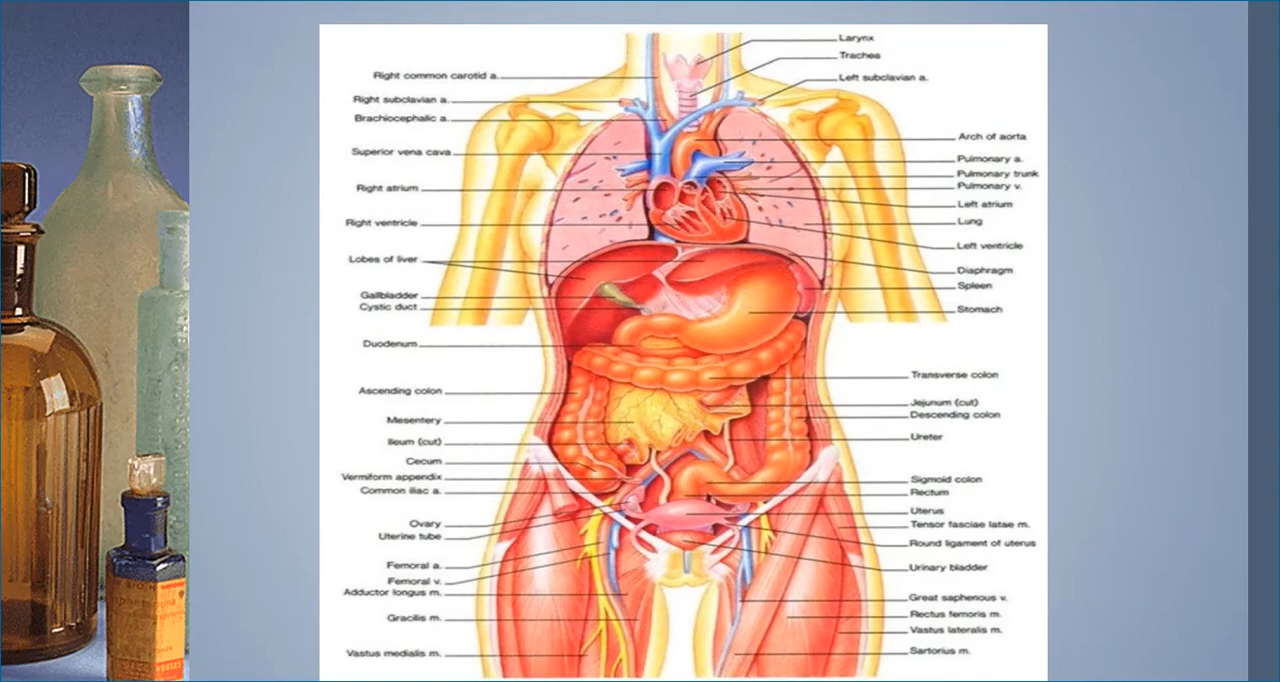 Larynx
Trachea
Right common carotid a.
Left subclavian a.
Right subclavian a.
Brachiocephalic a.
Arch of aorta
Superior vena cava
Pulmonary a.
Pulmonary trunk
Pulmonary v.
Right atrium
Left atrium
Lung
Right ventricle
Left ventricle
Lobes of liver
Diaphragm
Spleen
Gallbladder
Cystic duct
Stomach
Duodenum
Transverse colon
Ascending colon
Jejunum (cut)
Descending colon
Mesentery
Ileum (cut)
Ureter
Cecum
Vermiform appendix
Common iliac a.
Sigmoid colon
Rectum
Uterus
Ovary
Uterine tube
Tensor fasciae latae m.
Round ligament of uterus
Femoral a.
Femoral v.
Urinary bladder
Adductor longus m.
Great saphenous v.
Gracilis m.
Rectus femoris m.
Vastus lateralis m.
Vastus medialis m.
Sartorius m.